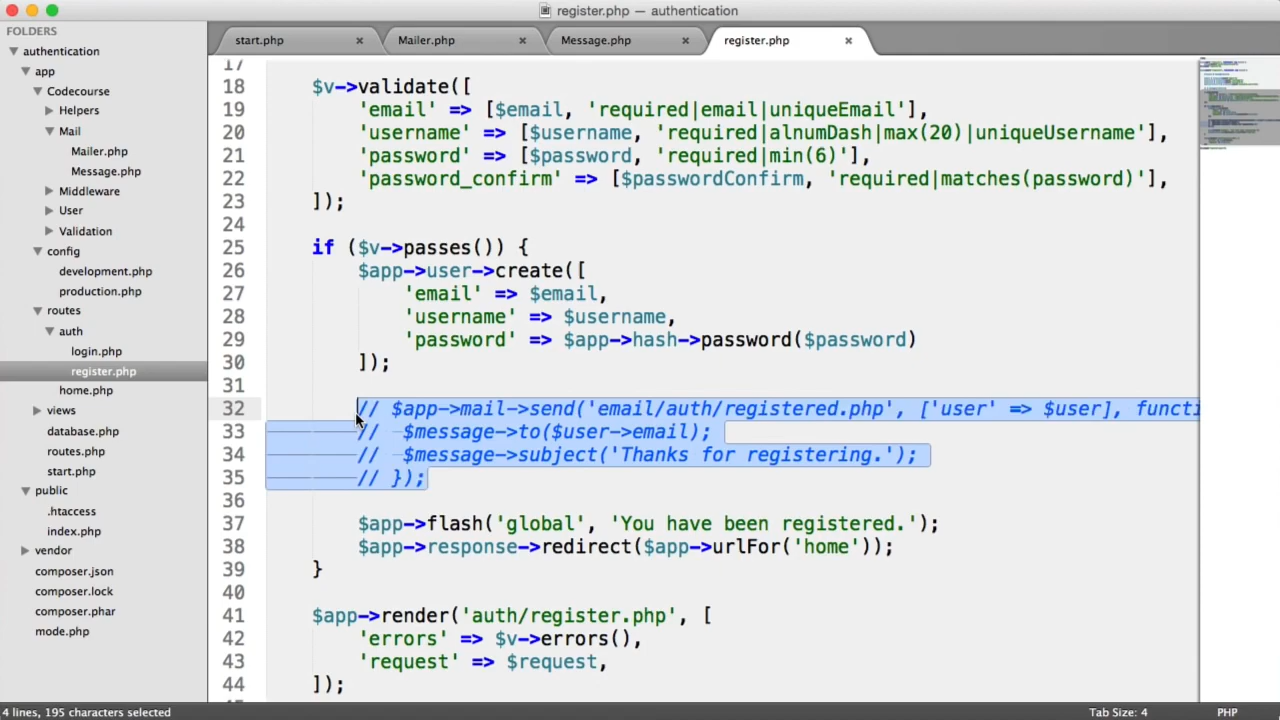 register.php — authentication
FOLDERS
authentication
app
Codecourse
Helpers
Mail
Mailer.php
Message.php
Middleware
User
Validation
config
development.php
production.php
routes
auth
login.php
register.php
home.php
views
database.php
routes.php
start.php
public
.htaccess
index.php
vendor
composer.json
composer.lock
composer.phar
mode.php
start.php
Mailer.php
Message.php
register.php
17
18 $v->validate([
19 'email' => [$email, 'required|email|uniqueEmail'],
20 'username' => [$username, 'required|alnumDash|max(20)|uniqueUsername'],
21 'password' => [$password, 'required|min(6)'],
22 'password_confirm' => [$passwordConfirm, 'required|matches(password)'],
23 ]);
24
25 if ($v->passes()) {
26 $app->user->create([
27 'email' => $email,
28 'username' => $username,
29 'password' => $app->hash->password($password)
30 ]);
31
32 // $app->mail->send('email/auth/registered.php', ['user' => $user], functi
33 // $message->to($user->email);
34 // $message->subject('Thanks for registering.');
35 // });
36
37 $app->flash('global', 'You have been registered.');
38 $app->response->redirect($app->urlFor('home'));
39 }
40
41 $app->render('auth/register.php', [
42 'errors' => $v->errors(),
43 'request' => $request,
44 ]);
4 lines, 195 characters selected
Tab Size: 4
PHP